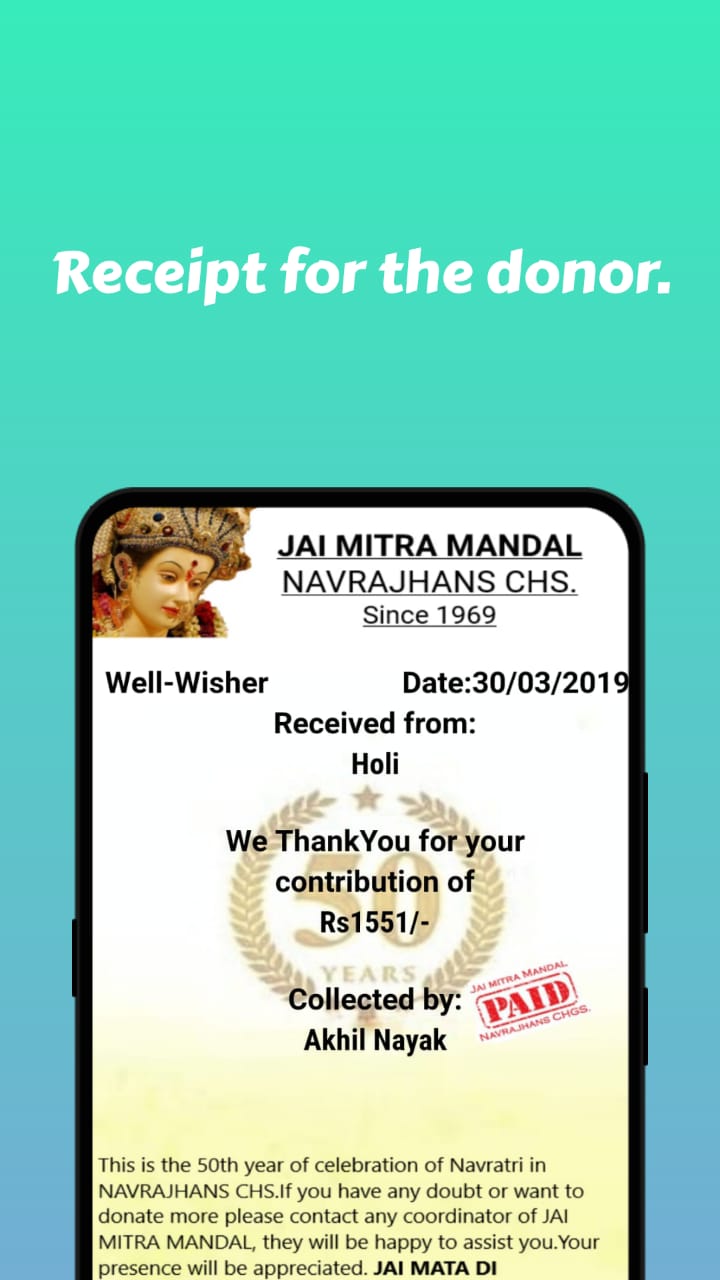 Receipt for the donor.
JAI MITRA MANDAL
NAVRAJHANS CHS.
Since 1969
Well-Wisher Date:30/03/2019
Received from:
Holi
We ThankYou for your
contribution of
Rs1551/-
50
YEARS
Collected by:
Akhil Nayak
JAI MITRA MANDAL
PAID
NAVRAJHANS CHGS.
This is the 50th year of celebration of Navratri in
NAVRAJHANS CHS.If you have any doubt or want to
donate more please contact any coordinator of JAI
MITRA MANDAL, they will be happy to assist you.Your
presence will be appreciated. JAI MATA DI